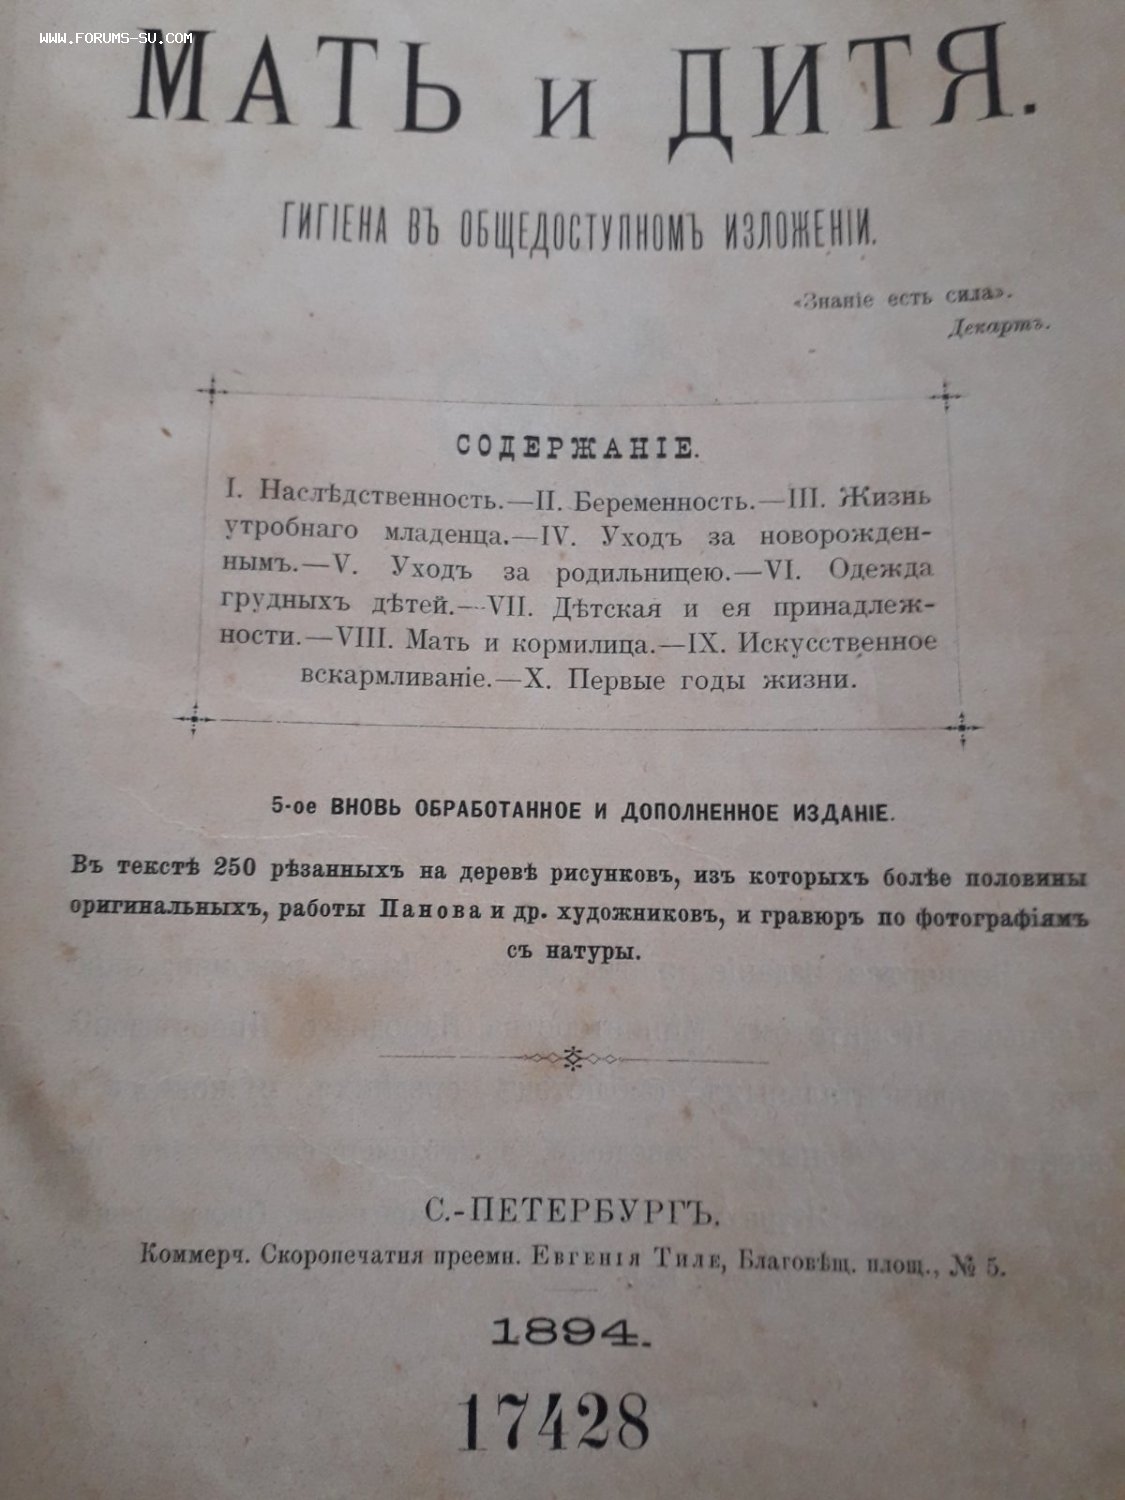 WWW.FORUMS-SU.COM
МАТЬ и ДИТЯ.
ГИГІЕНА ВЪ ОБЩЕДОСТУПНОМЪ ИЗЛОЖЕНІИ.
«Знаніе есть сила».
Декартъ.
СОДЕРЖАНІЕ.
I. Наслѣдственность.—II. Беременность.—III. Жизнь
утробнаго младенца.—IV. Уходъ за новорожден-
нымъ.—V. Уходъ за родильницею.—VI. Одежда
грудныхъ дѣтей.—VII. Дѣтская и ея принадлеж-
ности.—VIII. Мать и кормилица.—IX. Искусственное
вскармливаніе.—X. Первые годы жизни.
5-ое ВНОВЬ ОБРАБОТАННОЕ И ДОПОЛНЕННОЕ ИЗДАНІЕ.
Въ текстѣ 250 рѣзанныхъ на деревѣ рисунковъ, изъ которыхъ болѣе половины
оригинальныхъ, работы Панова и др. художниковъ, и гравюръ по фотографіямъ
съ натуры.
С.-ПЕТЕРБУРГЪ.
Коммерч. Скоропечатня преемн. Евгенія Тиле, Благовѣщ. площ., № 5.
1894.
17428